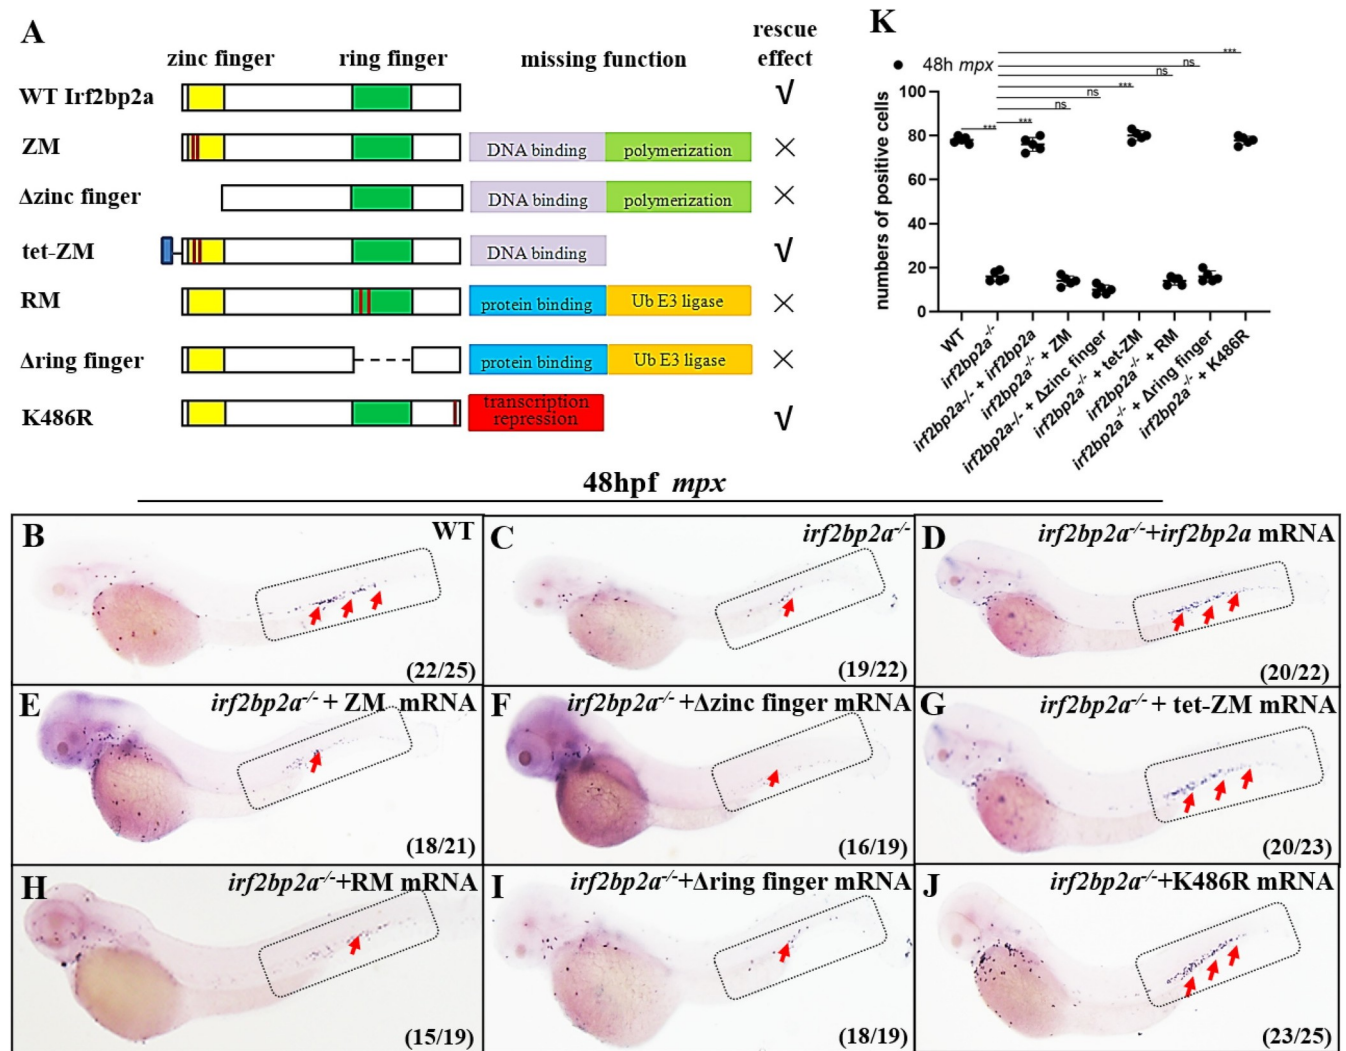 A
zinc finger
ring finger
missing function
rescue
effect
WT Irf2bp2a
√
ZM
DNA binding
polymerization
×
Δzinc finger
DNA binding
polymerization
×
tet-ZM
DNA binding
√
RM
protein binding
Ub E3 ligase
×
Δring finger
protein binding
Ub E3 ligase
×
K486R
transcription
repression
√
K
48h mpx
***
ns
ns
***
ns
ns
***
***
numbers of positive cells
100
80
60
40
20
0
WT
irf2bp2a-/-
irf2bp2a-/- + irf2bp2a
irf2bp2a-/- + ZM
irf2bp2a-/- + Δzinc finger
irf2bp2a-/- + tet-ZM
irf2bp2a-/- + RM
irf2bp2a-/- + Δring finger
irf2bp2a-/- + K486R
48hpf mpx
B
WT
(22/25)
C
irf2bp2a-/-
(19/22)
D
irf2bp2a-/-+irf2bp2a mRNA
(20/22)
E
irf2bp2a-/- + ZM mRNA
(18/21)
F
irf2bp2a-/- +Δzinc finger mRNA
(16/19)
G
irf2bp2a-/- + tet-ZM mRNA
(20/23)
H
irf2bp2a-/-+RM mRNA
(15/19)
I
irf2bp2a-/-+Δring finger mRNA
(18/19)
J
irf2bp2a-/-+K486R mRNA
(23/25)